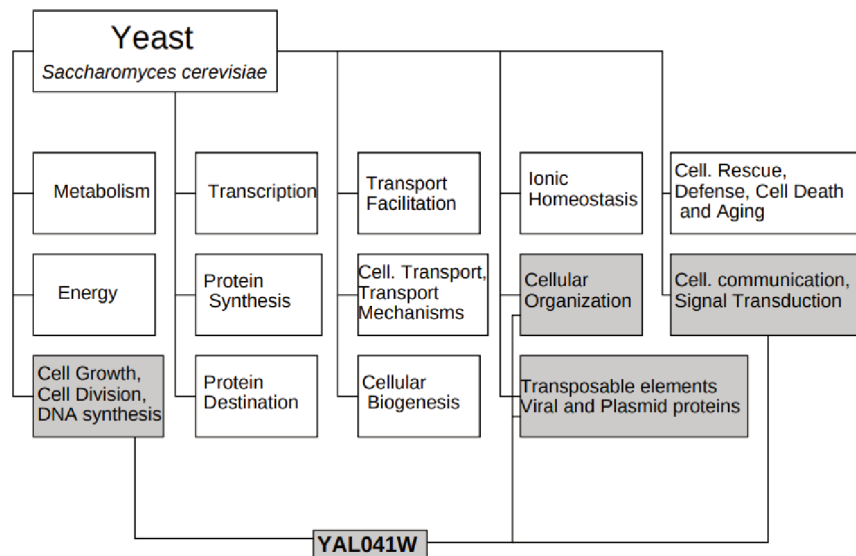 Yeast
Saccharomyces cerevisiae
Metabolism
Transcription
Transport
Facilitation
Ionic
Homeostasis
Cell. Rescue,
Defense, Cell Death
and Aging
Energy
Protein
Synthesis
Cell. Transport,
Transport
Mechanisms
Cellular
Organization
Cell. communication,
Signal Transduction
Cell Growth,
Cell Division,
DNA synthesis
Protein
Destination
Cellular
Biogenesis
Transposable elements
Viral and Plasmid proteins
YAL041W